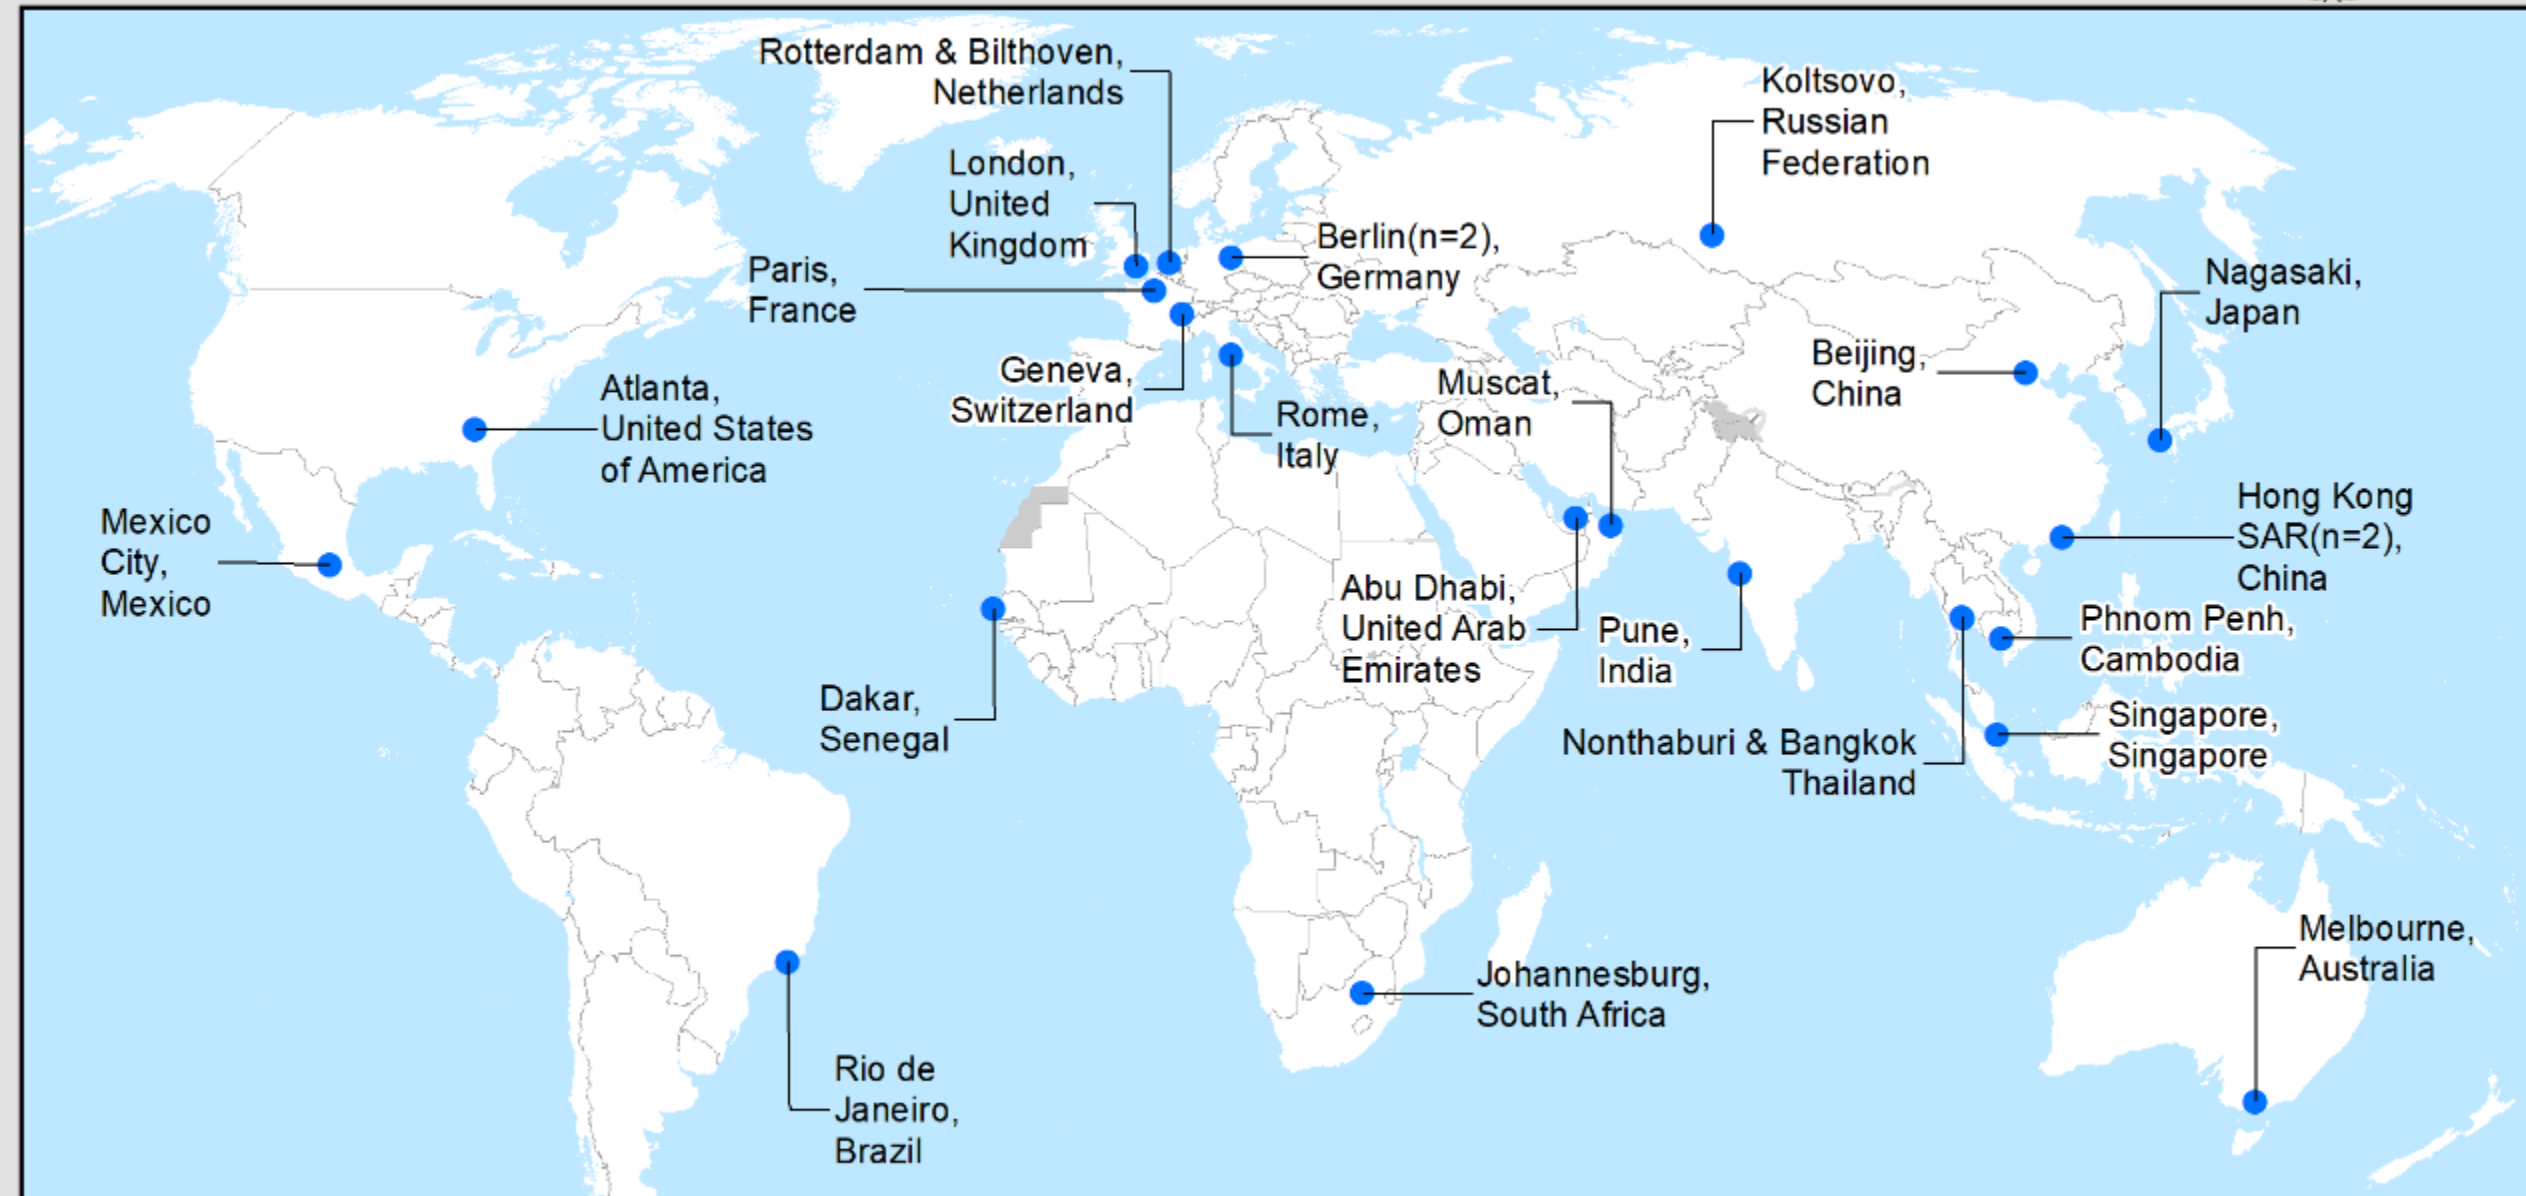 Rotterdam & Bilthoven,
Netherlands
Koltsovo,
Russian
Federation
London,
United
Kingdom
Berlin(n=2),
Germany
Paris,
France
Nagasaki,
Japan
Geneva,
Switzerland
Beijing,
China
Muscat,
Oman
Atlanta,
United States
of America
Rome,
Italy
Mexico
City,
Mexico
Hong Kong
SAR(n=2),
China
Abu Dhabi,
United Arab
Emirates
Pune,
India
Phnom Penh,
Cambodia
Dakar,
Senegal
Nonthaburi & Bangkok
Thailand
Singapore,
Singapore
Melbourne,
Australia
Johannesburg,
South Africa
Rio de
Janeiro,
Brazil